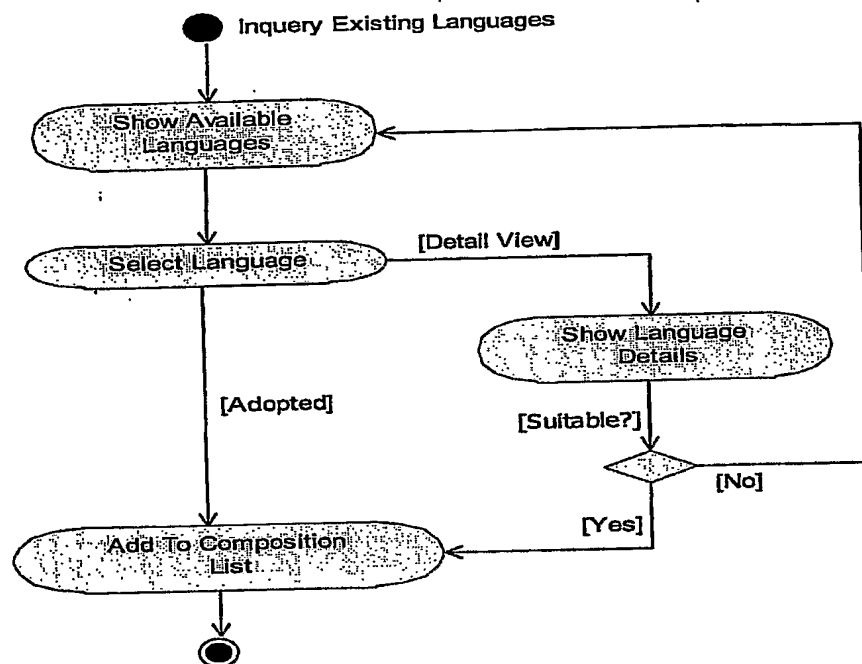 Inquery Existing Languages
Show Available
Languages
Select Language
[Detail View]
Show Language
Details
[Adopted]
[Suitable?]
[No]
[Yes]
Add To Composition
List